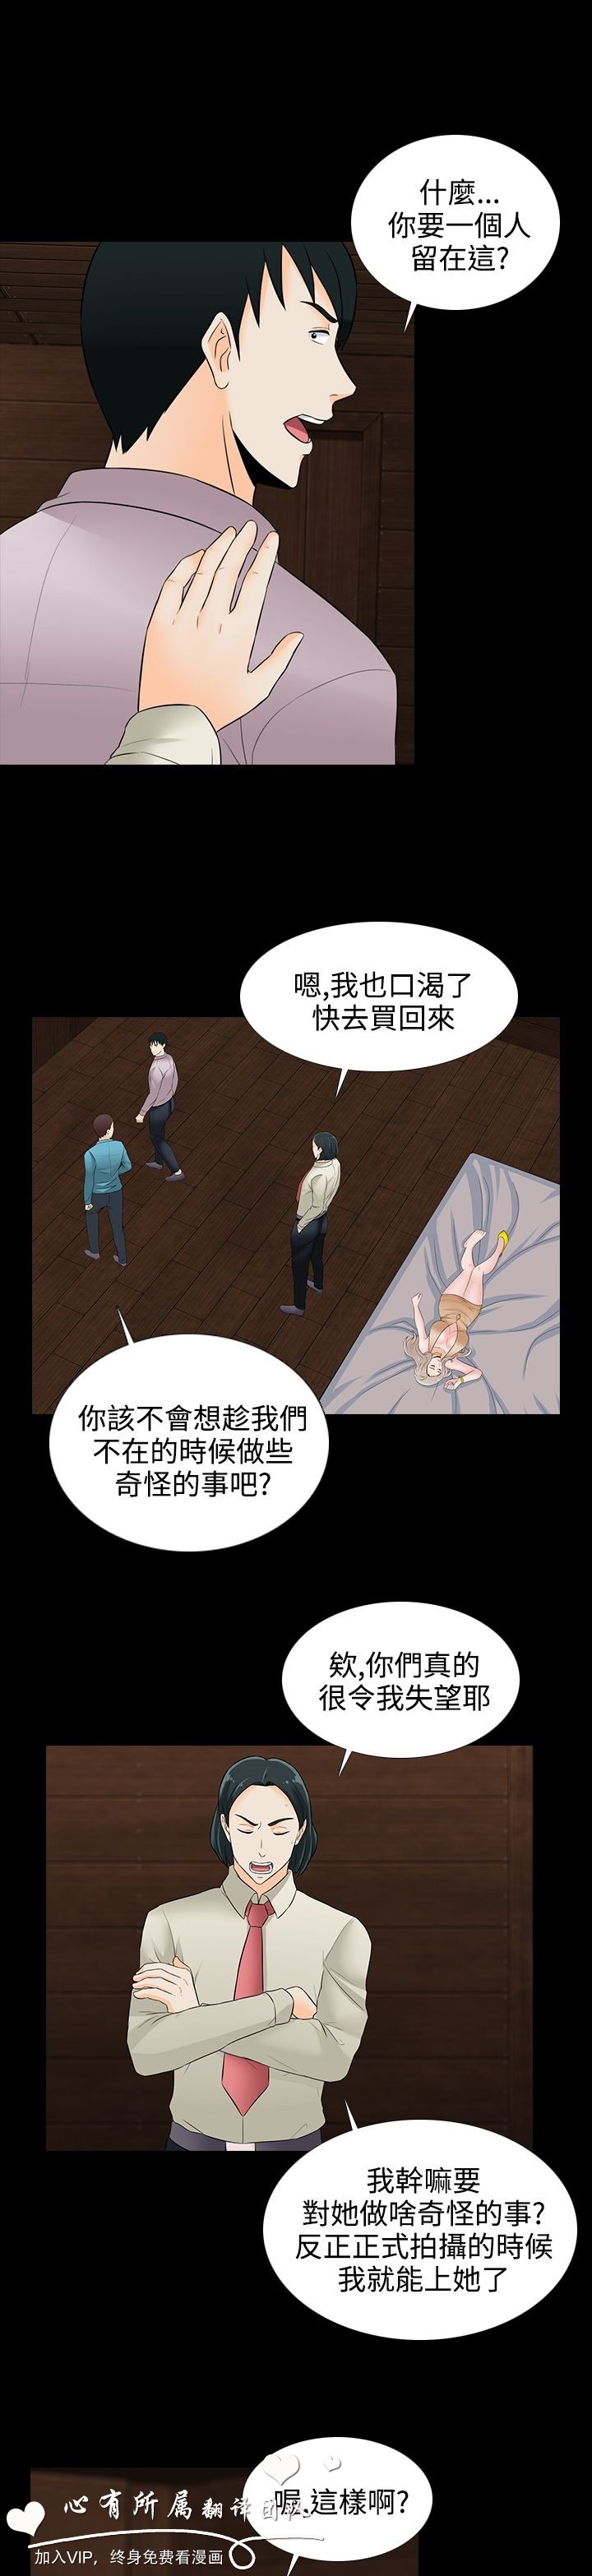 什麼...
你要一個人
留在這?
嗯,我也口渴了
快去買回來
你該不會想趁我們
不在的時候做些
奇怪的事吧?
欸,你們真的
很令我失望耶
我幹嘛要
對她做啥奇怪的事?
反正正式拍攝的時候
我就能上她了
喔,這樣啊?
心有所属翻译团队
加入VIP，终身免费看漫画